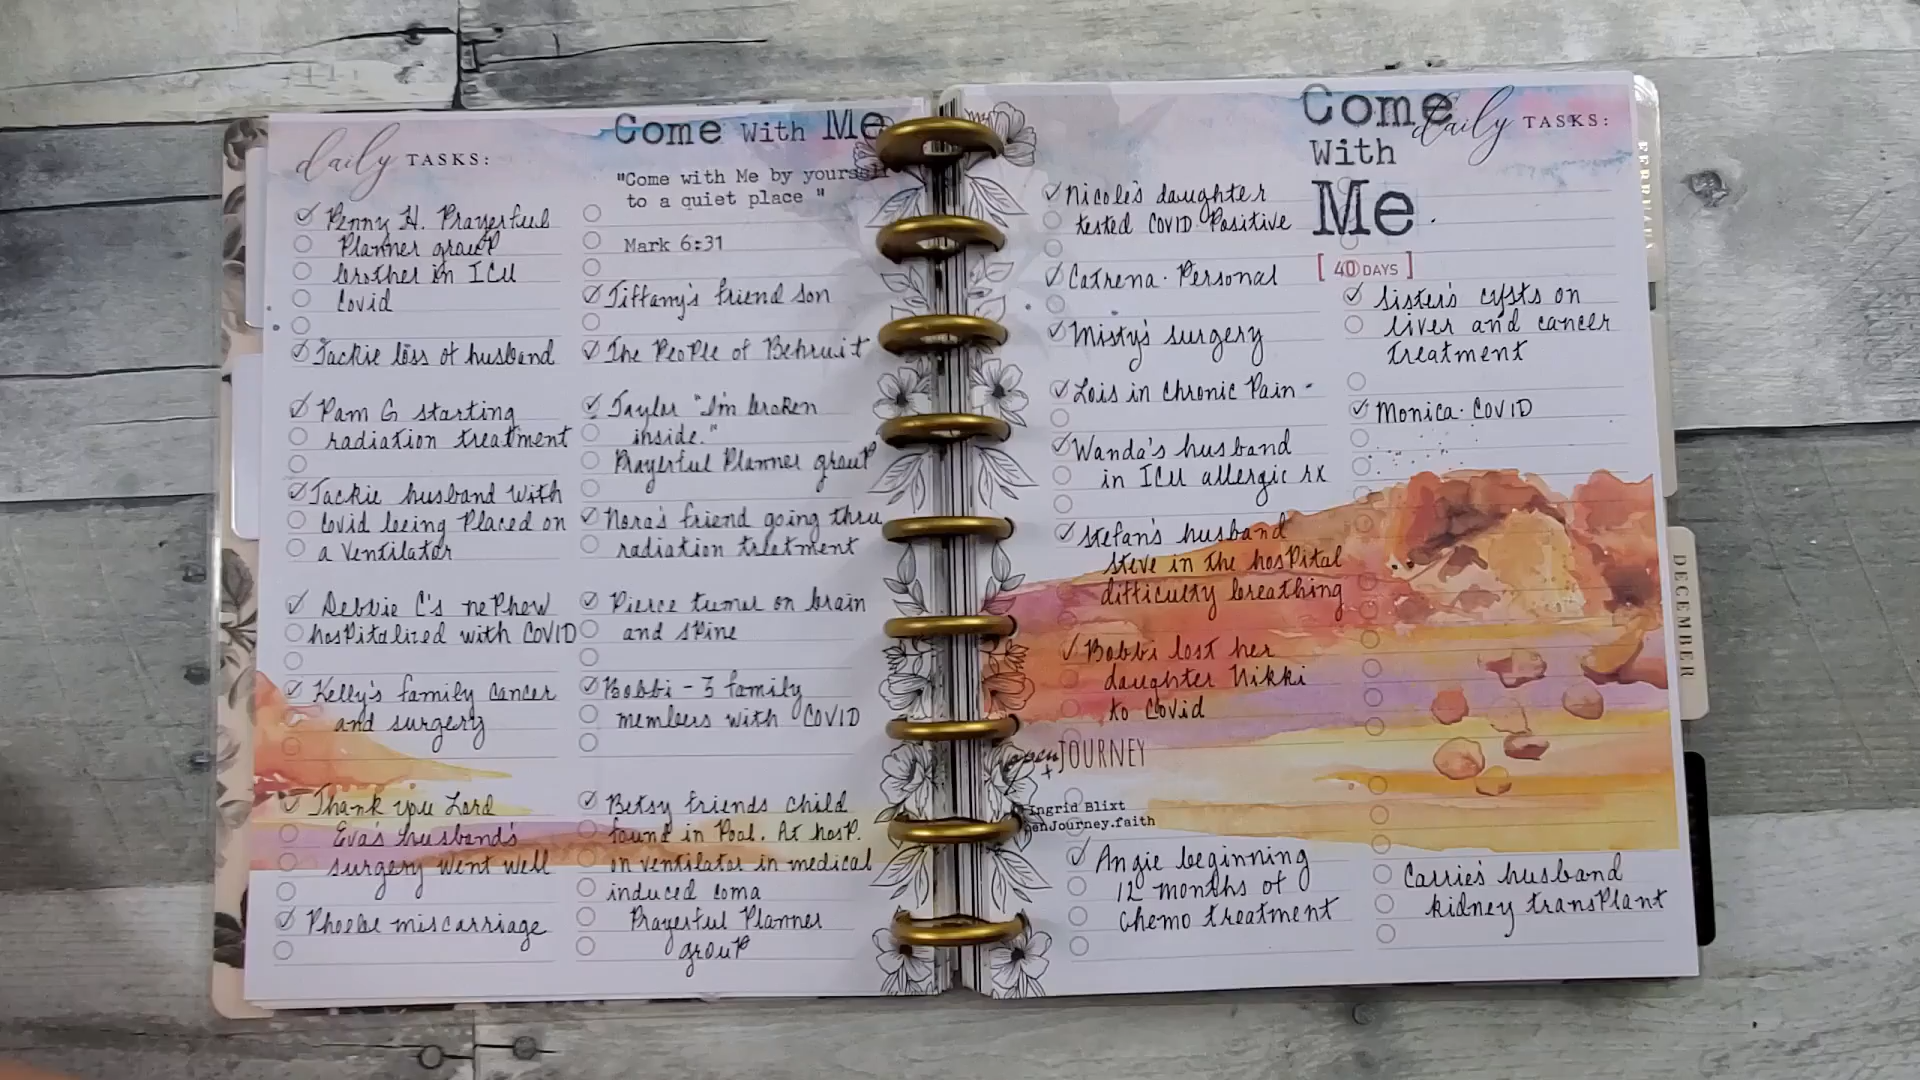 daily TASKS:
Penny H. Prayerful
Planner group
brother in ICU
Covid
Jackie loss of husband
Pam G starting
radiation treatment
Jackie husband with
Covid being placed on
a ventilator
Debbie C's nephew
hospitalized with COVID
Kelly's family cancer
and surgery
Thank you Lord
Eva's husband's
surgery went well
Phoebe miscarriage
Come With Me
"Come with Me by yourself
to a quiet place "
Mark 6:31
Tiffany's friend son
The People of Behruit
Taylor "I'm broken
inside."
Prayerful Planner group
Nora's friend going thru
radiation treetment
Pierce tumor on brain
and spine
Bobbi - 3 family
members with COVID
Betsy friends child
found in Pool. At hosp.
on ventilator in medical
induced coma
Prayerful Planner
group
Nicole's daughter
tested COVID Positive
Catrena. Personal
Misty's surgery
Lois in chronic Pain
Wanda's husband
in ICU allergic rx
Stefan's husband
Steve in the hospital
difficulty breathing
Bobbi lost her
daughter Nikki
to Covid
open JOURNEY
+
Ingrid Blixt
penJourney.faith
Angie beginning
12 months of
chemo treatment
Come
With
Me
daily TASKS:
[ 40 DAYS ]
Sister's cysts on
liver and cancer
treatment
Monica. COVID
Carrie's husband
kidney transplant
FEBRUARY
DECEMBER